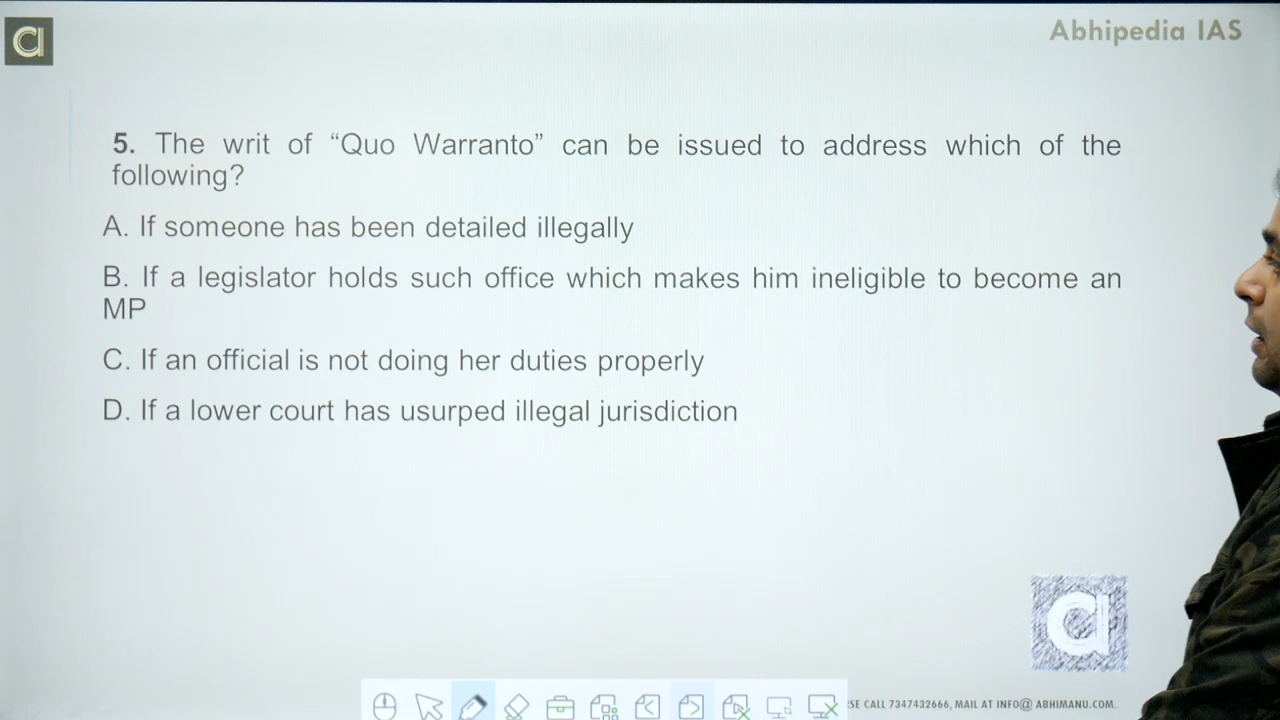 Abhipedia IAS
5. The writ of “Quo Warranto” can be issued to address which of the
following?
A. If someone has been detailed illegally
B. If a legislator holds such office which makes him ineligible to become an
MP
C. If an official is not doing her duties properly
D. If a lower court has usurped illegal jurisdiction
CALL 7347432666, MAIL AT INFO@ ABHIMANU.COM.